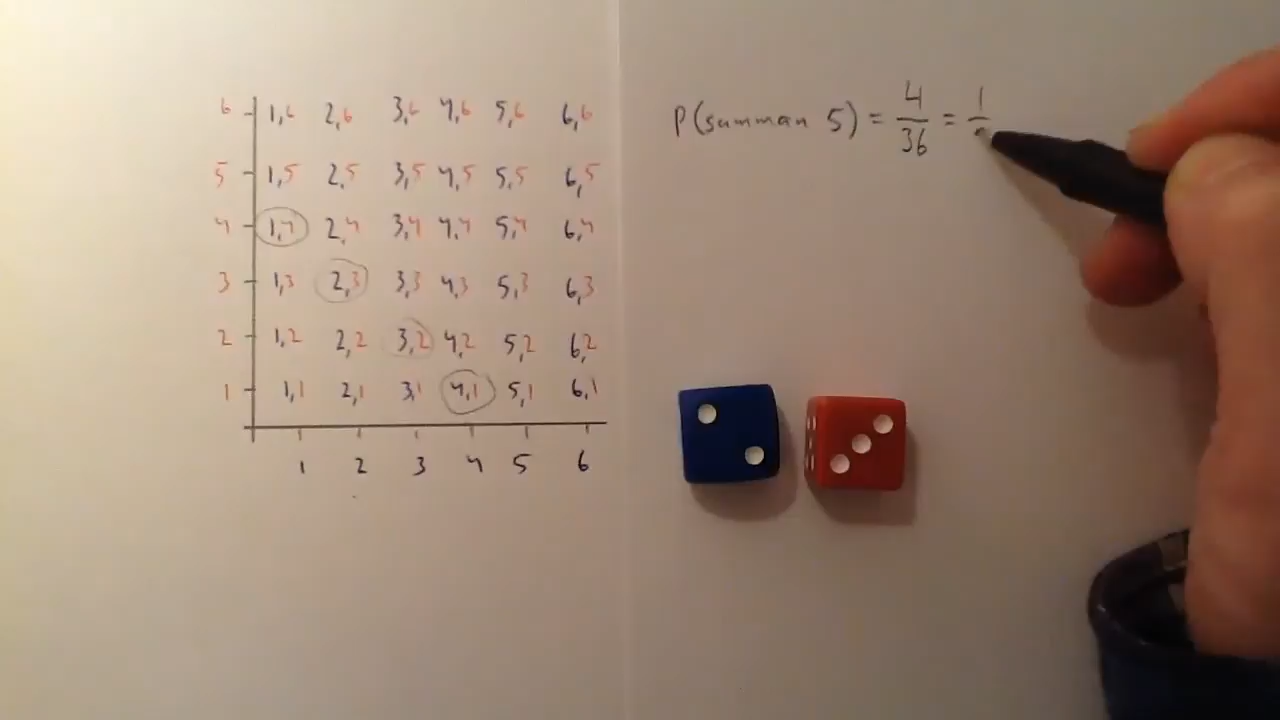 6 1,6 2,6 3,6 4,6 5,6 6,6
5 1,5 2,5 3,5 4,5 5,5 6,5
4 1,4 2,4 3,4 4,4 5,4 6,4
3 1,3 2,3 3,3 4,3 5,3 6,3
2 1,2 2,2 3,2 4,2 5,2 6,2
1 1,1 2,1 3,1 4,1 5,1 6,1
1 2 3 4 5 6
P(summan 5) = 4/36 = 1/